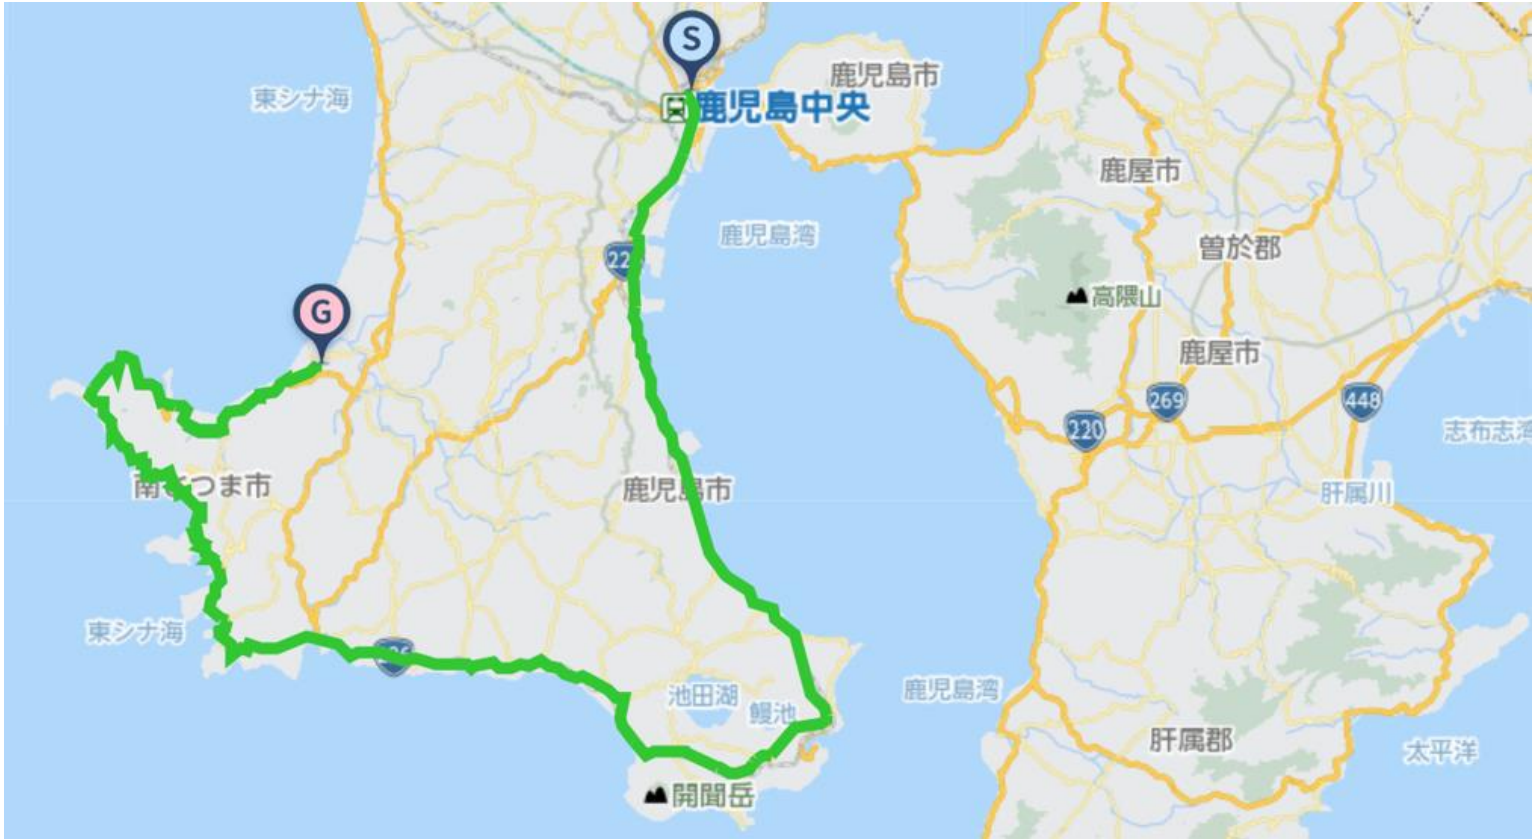 S
鹿児島市
東シナ海
鹿児島中央
鹿屋市
鹿児島湾
曽於郡
高隈山
G
鹿屋市
269
448
220
志布志湾
南さつま市
鹿児島市
肝属川
東シナ海
池田湖
鰻池
鹿児島湾
肝属郡
太平洋
開聞岳